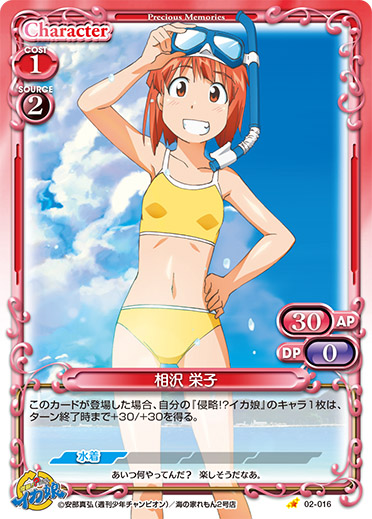 Precious Memories
Character
COST
1
SOURCE
2
30 AP
DP 0
相沢 栄子
このカードが登場した場合、自分の『侵略!?イカ娘』のキャラ1枚は、
ターン終了時まで+30/+30を得る。
水着
あいつ何やってんだ? 楽しそうだなあ。
©安部真弘(週刊少年チャンピオン)/海の家れもん2号店
02-016